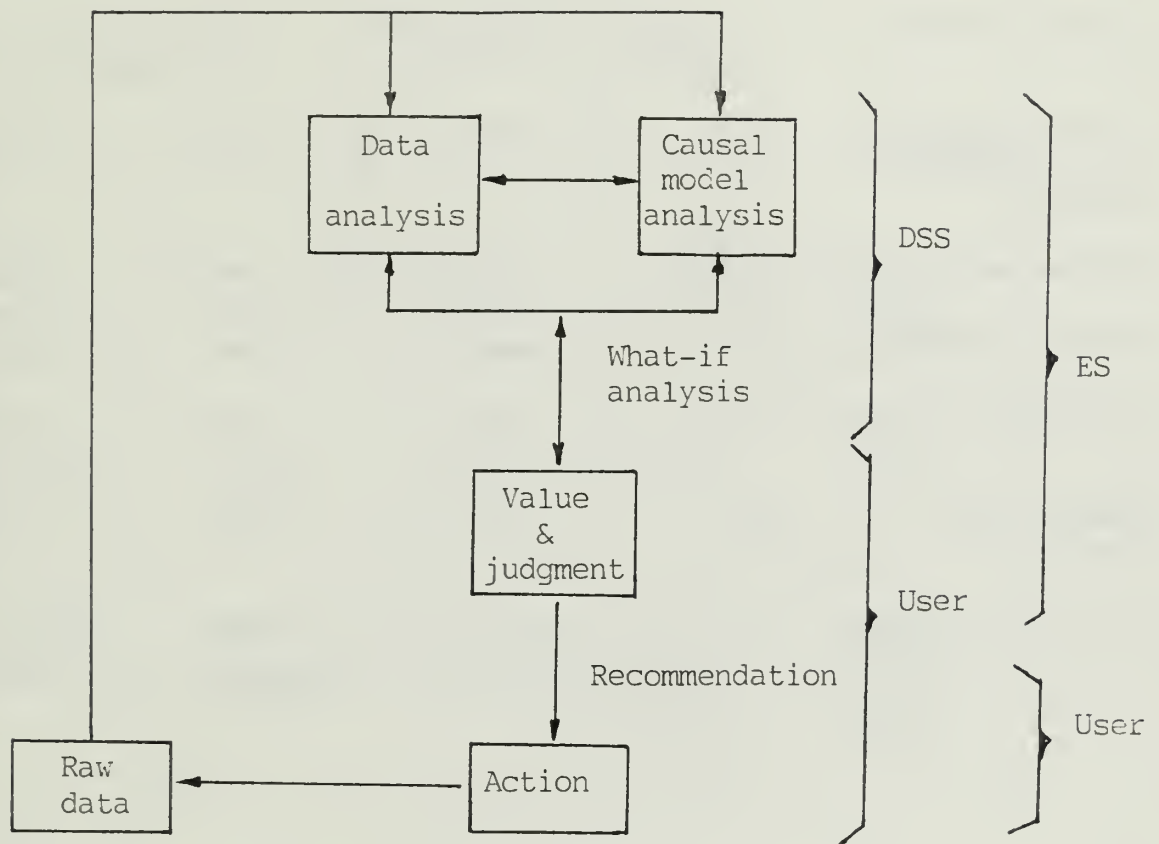 Data
analysis
Causal
model
analysis
DSS
What-if
analysis
ES
Value
&
judgment
User
Recommendation
User
Raw
data
Action